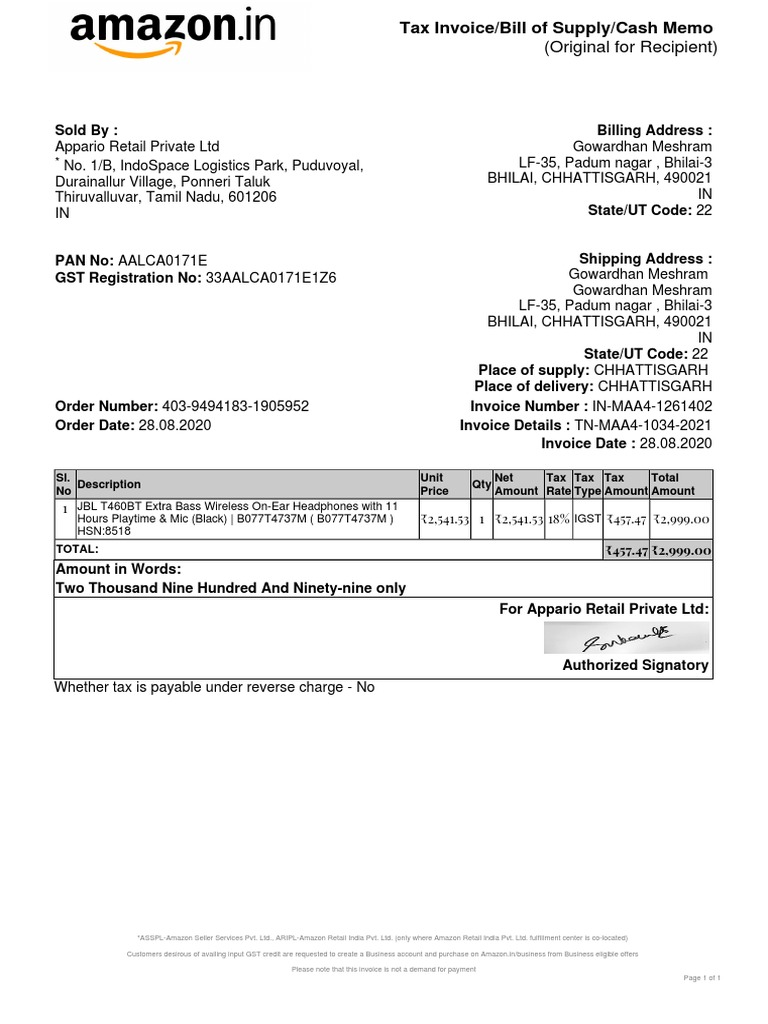 amazon.in
Tax Invoice/Bill of Supply/Cash Memo
(Original for Recipient)
Sold By :
Appario Retail Private Ltd
* No. 1/B, IndoSpace Logistics Park, Puduvoyal,
Durainallur Village, Ponneri Taluk
Thiruvalluvar, Tamil Nadu, 601206
IN
Billing Address :
Gowardhan Meshram
LF-35, Padum nagar , Bhilai-3
BHILAI, CHHATTISGARH, 490021
IN
State/UT Code: 22
PAN No: AALCA0171E
GST Registration No: 33AALCA0171E1Z6
Shipping Address :
Gowardhan Meshram
Gowardhan Meshram
LF-35, Padum nagar , Bhilai-3
BHILAI, CHHATTISGARH, 490021
IN
State/UT Code: 22
Place of supply: CHHATTISGARH
Place of delivery: CHHATTISGARH
Order Number: 403-9494183-1905952
Order Date: 28.08.2020
Invoice Number : IN-MAA4-1261402
Invoice Details : TN-MAA4-1034-2021
Invoice Date : 28.08.2020
Sl. No Description Unit Price Qty Net Amount Tax Rate Tax Type Tax Amount Total Amount
1 JBL T460BT Extra Bass Wireless On-Ear Headphones with 11
Hours Playtime & Mic (Black) | B077T4737M ( B077T4737M ) ₹2,541.53 1 ₹2,541.53 18% IGST ₹457.47 ₹2,999.00
HSN:8518
TOTAL: ₹457.47 ₹2,999.00
Amount in Words:
Two Thousand Nine Hundred And Ninety-nine only
For Appario Retail Private Ltd:
Authorized Signatory
Whether tax is payable under reverse charge - No
*ASSPL-Amazon Seller Services Pvt. Ltd., ARIPL-Amazon Retail India Pvt. Ltd. (only where Amazon Retail India Pvt. Ltd. fulfillment center is co-located)
Customers desirous of availing input GST credit are requested to create a Business account and purchase on Amazon.in/business from Business eligible offers
Please note that this invoice is not a demand for payment
Page 1 of 1